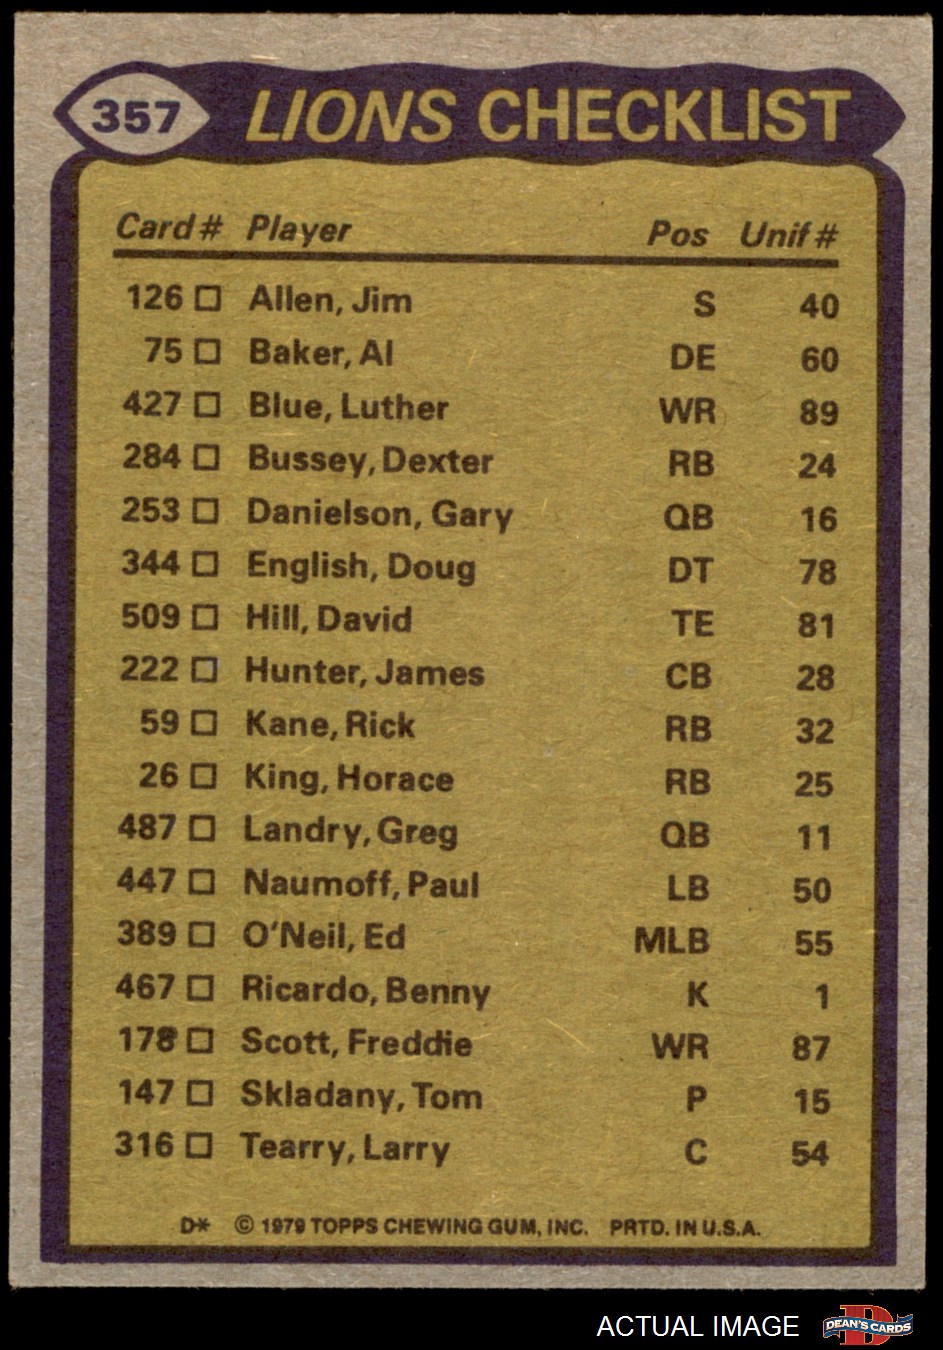 357 LIONS CHECKLIST
Card # Player Pos Unif #
126 Allen, Jim S 40
75 Baker, Al DE 60
427 Blue, Luther WR 89
284 Bussey, Dexter RB 24
253 Danielson, Gary QB 16
344 English, Doug DT 78
509 Hill, David TE 81
222 Hunter, James CB 28
59 Kane, Rick RB 32
26 King, Horace RB 25
487 Landry, Greg QB 11
447 Naumoff, Paul LB 50
389 O'Neil, Ed MLB 55
467 Ricardo, Benny K 1
178 Scott, Freddie WR 87
147 Skladany, Tom P 15
316 Tearry, Larry C 54
D* © 1979 TOPPS CHEWING GUM, INC. PRTD. IN U.S.A.
ACTUAL IMAGE DEAN'S CARDS